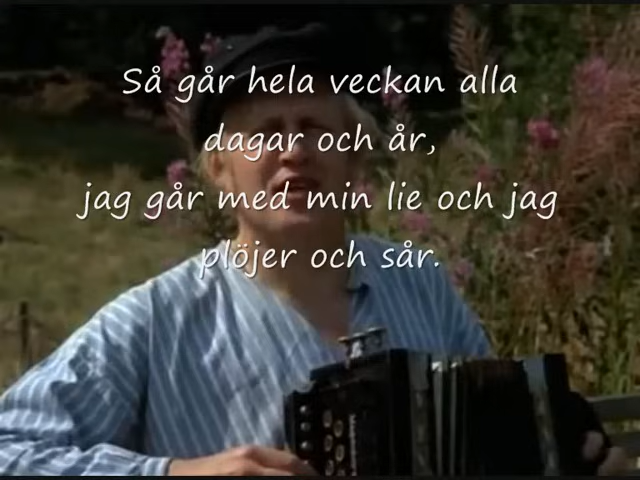 Så går hela veckan alla
dagar och år,
jag går med min lie och jag
plöjer och sår.